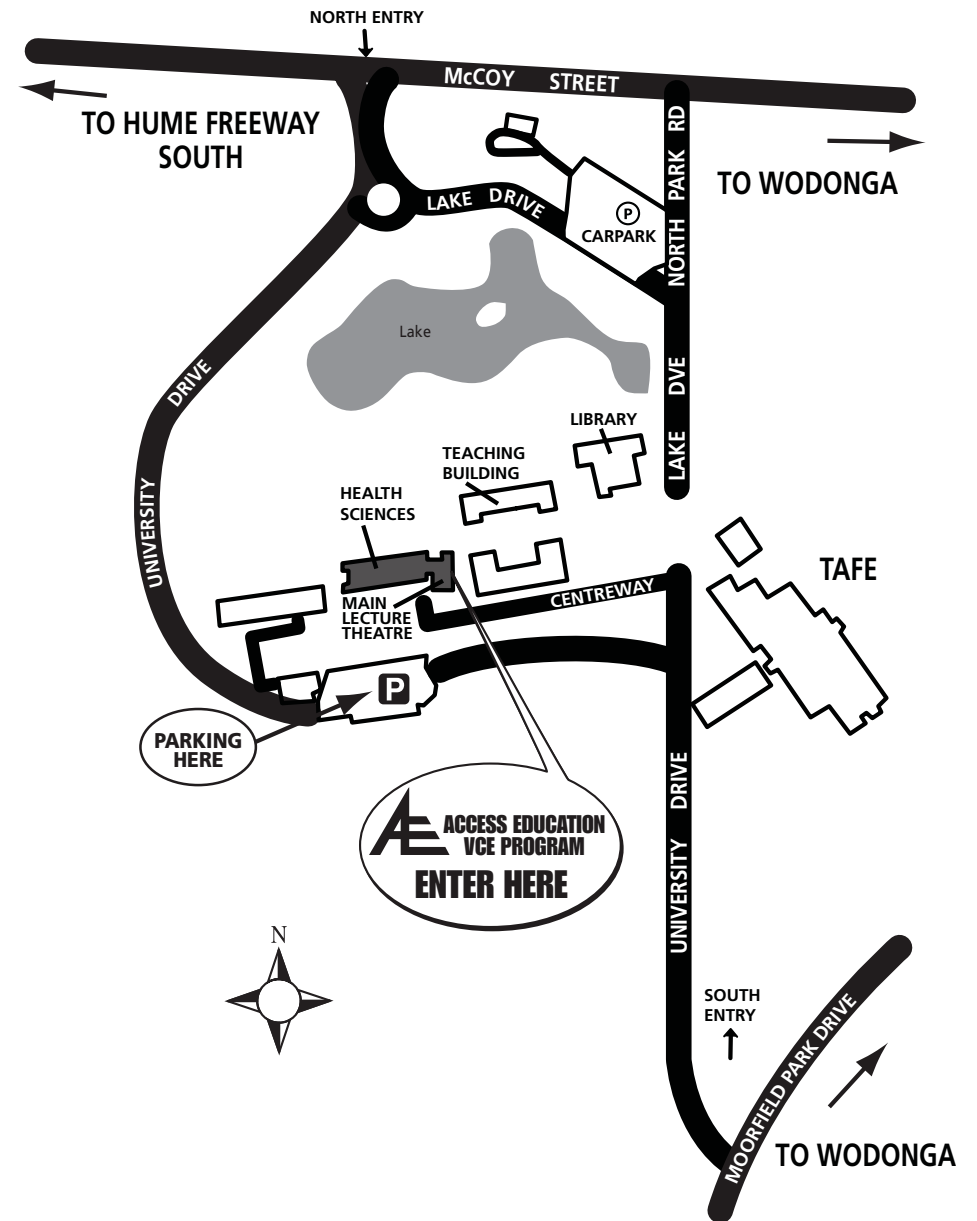 NORTH ENTRY
McCOY STREET
TO HUME FREEWAY
SOUTH
NORTH PARK RD
TO WODONGA
LAKE DRIVE
P
CARPARK
Lake
DRIVE
LAKE DVE
LIBRARY
TEACHING
BUILDING
HEALTH
SCIENCES
UNIVERSITY
TAFE
CENTREWAY
MAIN
LECTURE
THEATRE
P
PARKING
HERE
UNIVERSITY DRIVE
AE ACCESS EDUCATION
VCE PROGRAM
ENTER HERE
N
SOUTH
ENTRY
MOORFIELD PARK DRIVE
TO WODONGA